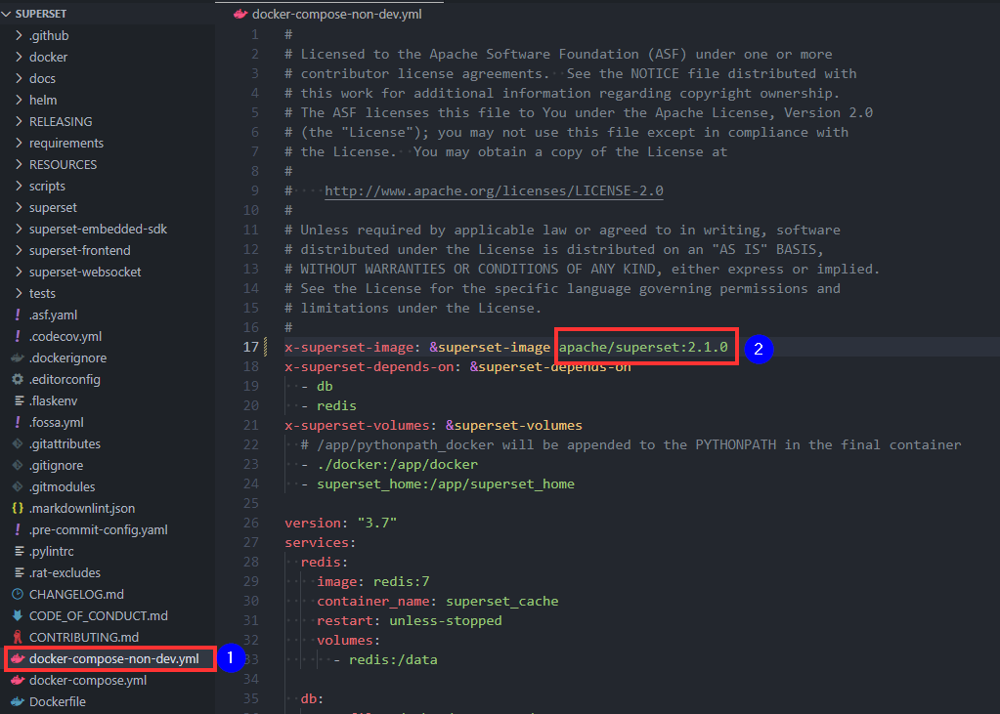 SUPERSET
.github
docker
docs
helm
RELEASING
requirements
RESOURCES
scripts
superset
superset-embedded-sdk
superset-frontend
superset-websocket
tests
.asf.yaml
.codecov.yml
.dockerignore
.editorconfig
.flaskenv
.fossa.yml
.gitattributes
.gitignore
.gitmodules
.markdownlint.json
.pre-commit-config.yaml
.pylintrc
.rat-excludes
CHANGELOG.md
CODE_OF_CONDUCT.md
CONTRIBUTING.md
docker-compose-non-dev.yml 1
docker-compose.yml
Dockerfile
docker-compose-non-dev.yml
1 #
2 # Licensed to the Apache Software Foundation (ASF) under one or more
3 # contributor license agreements.  See the NOTICE file distributed with
4 # this work for additional information regarding copyright ownership.
5 # The ASF licenses this file to You under the Apache License, Version 2.0
6 # (the "License"); you may not use this file except in compliance with
7 # the License.  You may obtain a copy of the License at
8 #
9 #    http://www.apache.org/licenses/LICENSE-2.0
10 #
11 # Unless required by applicable law or agreed to in writing, software
12 # distributed under the License is distributed on an "AS IS" BASIS,
13 # WITHOUT WARRANTIES OR CONDITIONS OF ANY KIND, either express or implied.
14 # See the License for the specific language governing permissions and
15 # limitations under the License.
16 #
17 x-superset-image: &superset-image apache/superset:2.1.0 2
18 x-superset-depends-on: &superset-depends-on
19   - db
20   - redis
21 x-superset-volumes: &superset-volumes
22   # /app/pythonpath_docker will be appended to the PYTHONPATH in the final container
23   - ./docker:/app/docker
24   - superset_home:/app/superset_home
25
26 version: "3.7"
27 services:
28   redis:
29     image: redis:7
30     container_name: superset_cache
31     restart: unless-stopped
32     volumes:
33       - redis:/data
34
35   db: